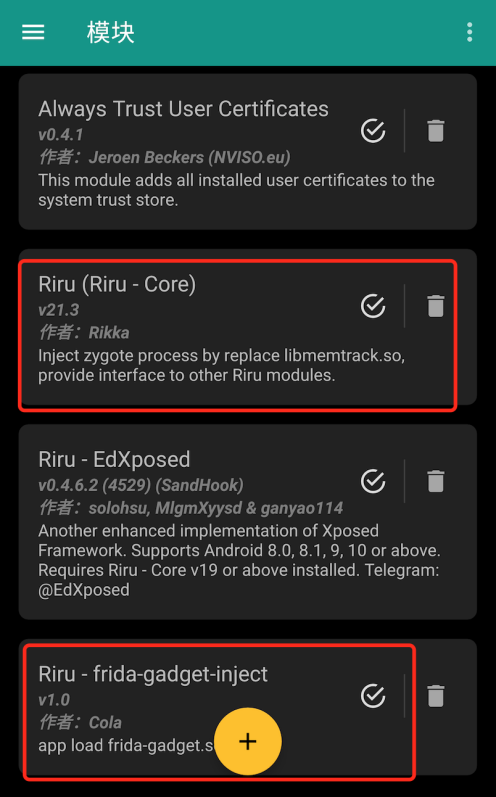 模块
Always Trust User Certificates
v0.4.1
作者：Jeroen Beckers (NVISO.eu)
This module adds all installed user certificates to the
system trust store.
Riru (Riru - Core)
v21.3
作者：Rikka
Inject zygote process by replace libmemtrack.so,
provide interface to other Riru modules.
Riru - EdXposed
v0.4.6.2 (4529) (SandHook)
作者：solohsu, MlgmXyysd & ganyao114
Another enhanced implementation of Xposed
Framework. Supports Android 8.0, 8.1, 9, 10 or above.
Requires Riru - Core v19 or above installed. Telegram:
@EdXposed
Riru - frida-gadget-inject
v1.0
作者：Cola
app load frida-gadget.s